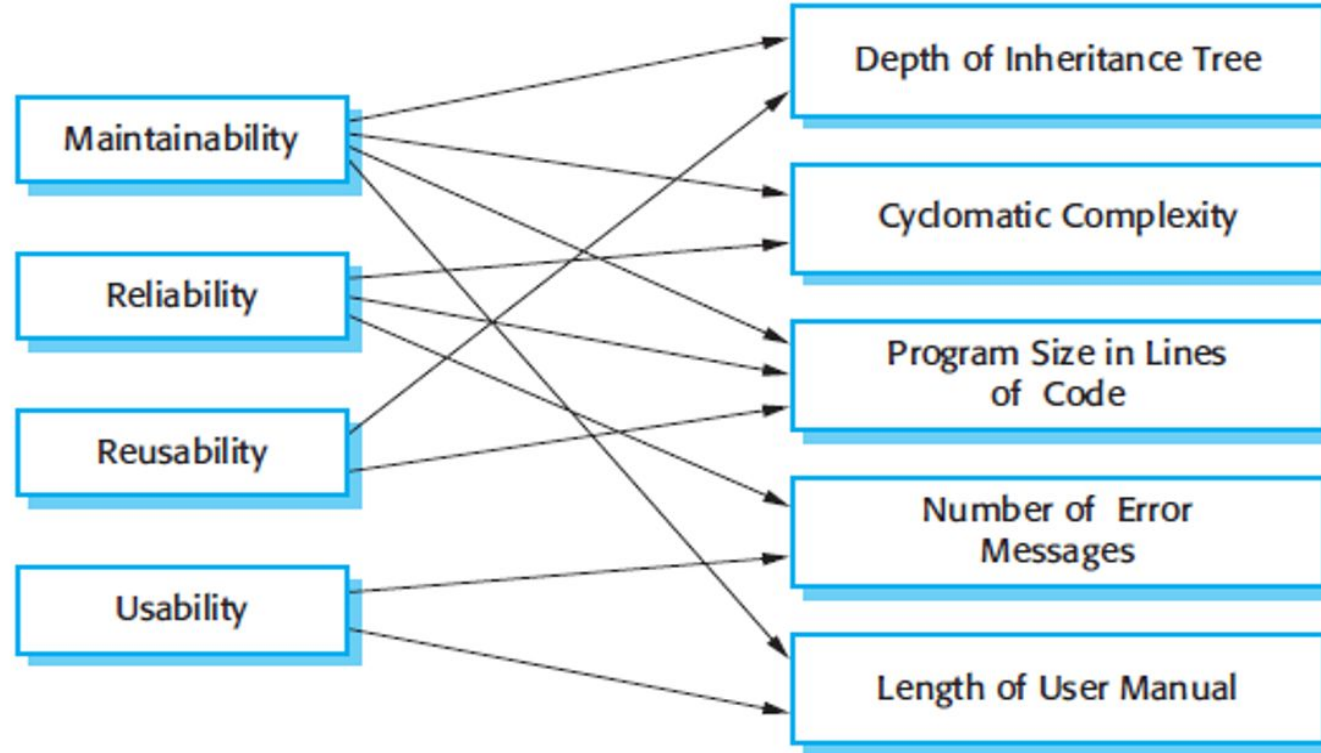 Maintainability
Reliability
Reusability
Usability
Depth of Inheritance Tree
Cyclomatic Complexity
Program Size in Lines
of Code
Number of Error
Messages
Length of User Manual